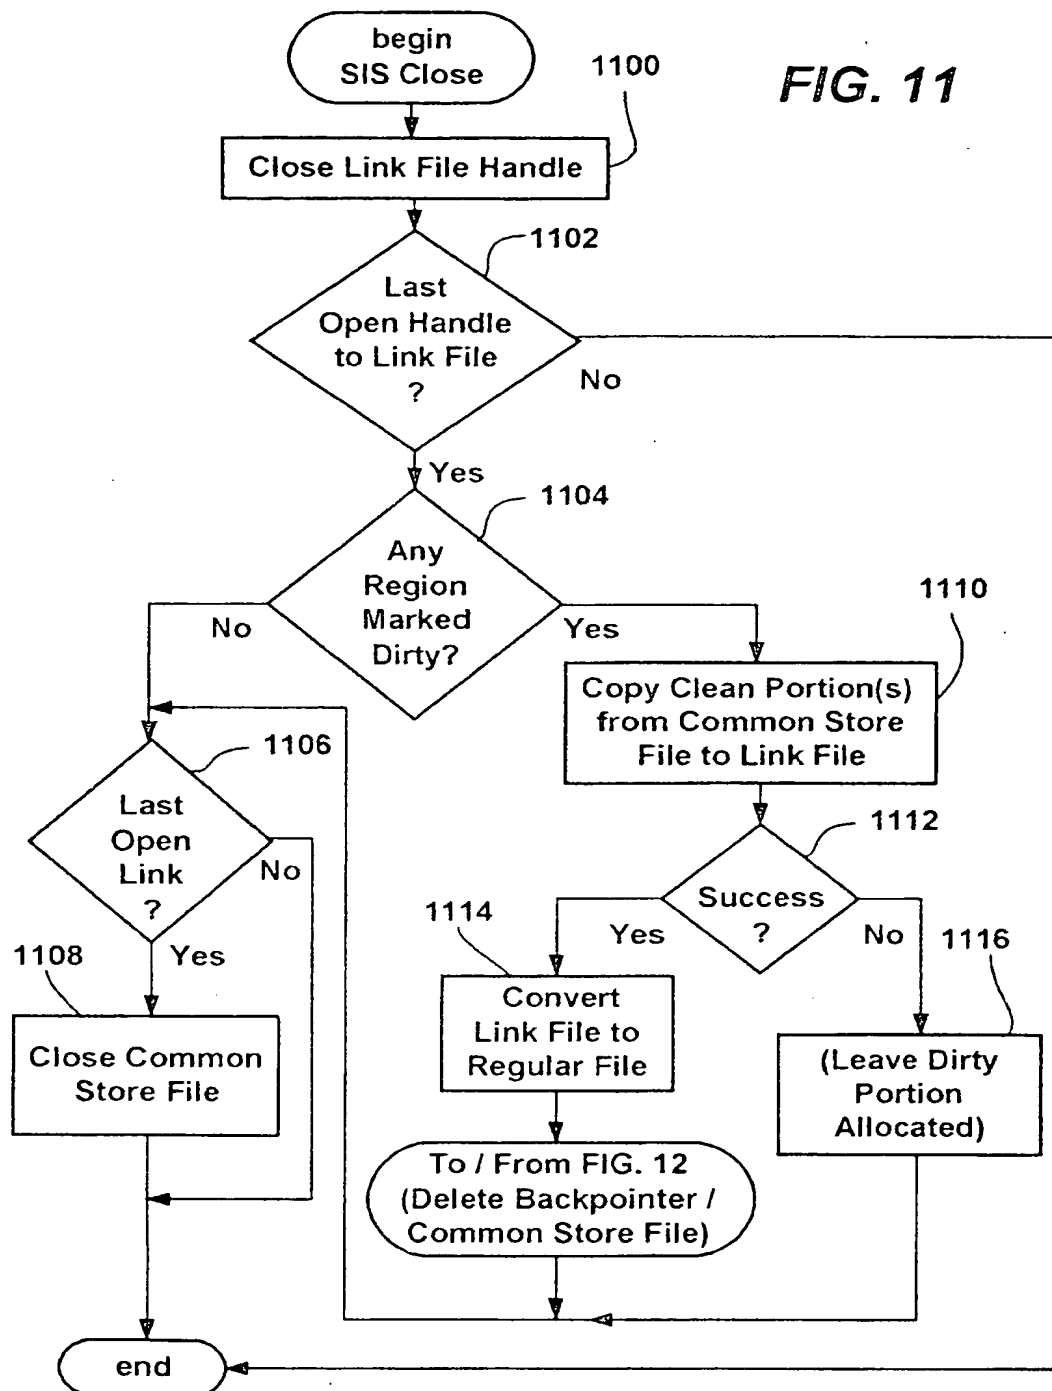 begin
SIS Close
FIG. 11
1100
Close Link File Handle
1102
Last
Open Handle
to Link File
?
No
Yes
1104
Any
Region
Marked
Dirty?
No
Yes
1110
Copy Clean Portion(s)
from Common Store
File to Link File
1106
Last
Open
Link
?
No
Yes
1112
Success
?
Yes
No
1114
Convert
Link File to
Regular File
1116
(Leave Dirty
Portion
Allocated)
1108
Close Common
Store File
To / From FIG. 12
(Delete Backpointer /
Common Store File)
end